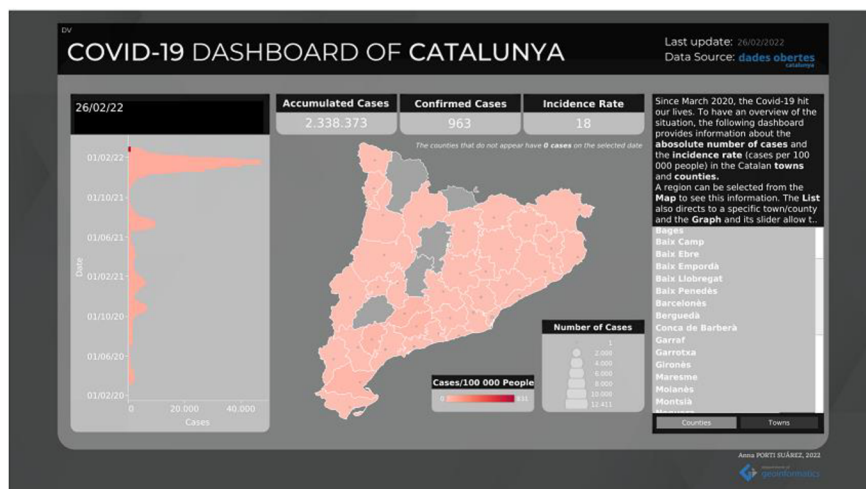 DV
COVID-19 DASHBOARD OF CATALUNYA
Last update: 26/02/2022
Data Source: dades obertes
catalunya
26/02/22
Accumulated Cases
2.338.373
Confirmed Cases
963
Incidence Rate
18
The counties that do not appear have 0 cases on the selected date
01/02/22
01/10/21
01/06/21
01/02/21
01/10/20
01/06/20
01/02/20
Date
0
20.000
40.000
Cases
Cases/100 000 People
0
Number of Cases
1
2.000
4.000
6.000
8.000
10.000
12.411
Since March 2020, the Covid-19 hit
our lives. To have an overview of the
situation, the following dashboard
provides information about the
absolute number of cases and
the incidence rate (cases per 100
000 people) in the Catalan towns
and counties.
A region can be selected from the
Map to see this information. The List
also directs to a specific town/county
and the Graph and its slider allow t..
Bages
Baix Camp
Baix Ebre
Baix Empordà
Baix Llobregat
Baix Penedès
Barcelonès
Berguedà
Conca de Barberà
Garraf
Garrotxa
Gironès
Maresme
Moianès
Montsià
Counties
Towns
Anna PORTI SUÁREZ, 2022
geoinformatics